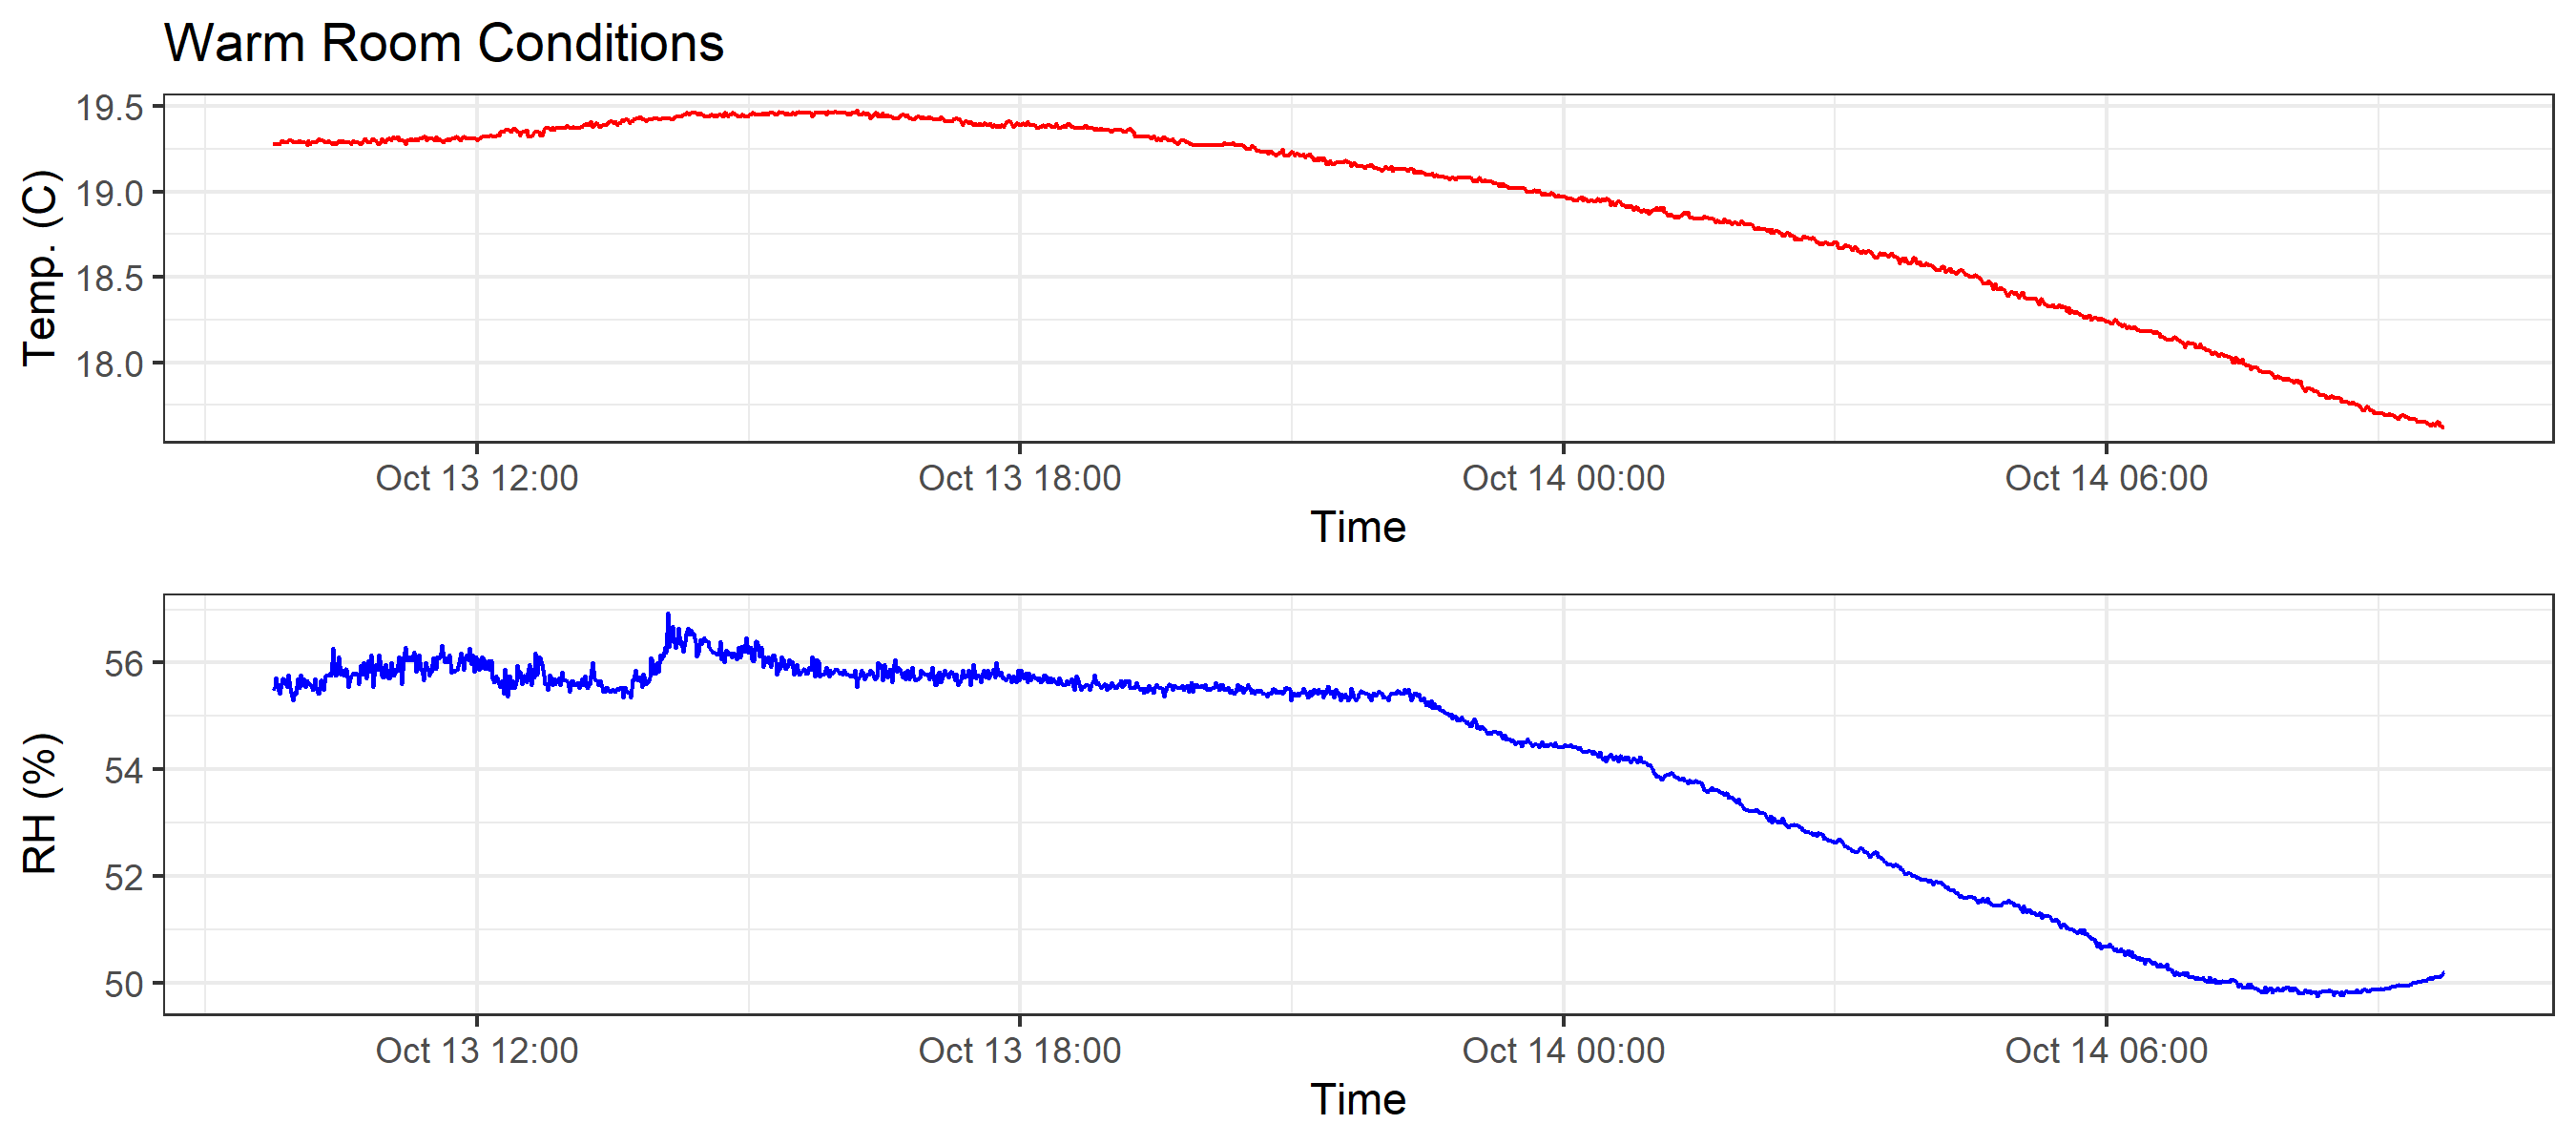 Warm Room Conditions
19.5
19.0
18.5
18.0
Temp. (C)
Oct 13 12:00 Oct 13 18:00 Oct 14 00:00 Oct 14 06:00
Time
56
54
52
50
RH (%)
Oct 13 12:00 Oct 13 18:00 Oct 14 00:00 Oct 14 06:00
Time